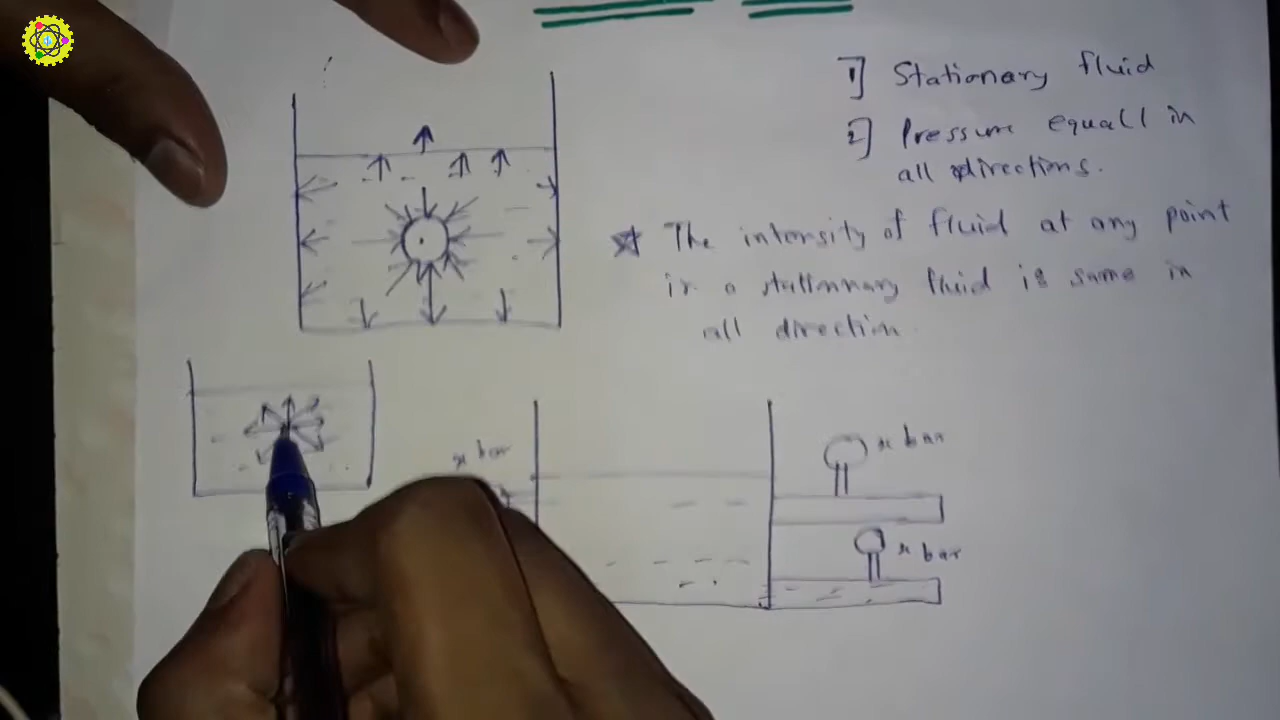 1] Stationary fluid
2] Pressure equall in
all directions.
The intensity of fluid at any point
in a stationary fluid is same in
all direction.
x bar
x bar
x bar